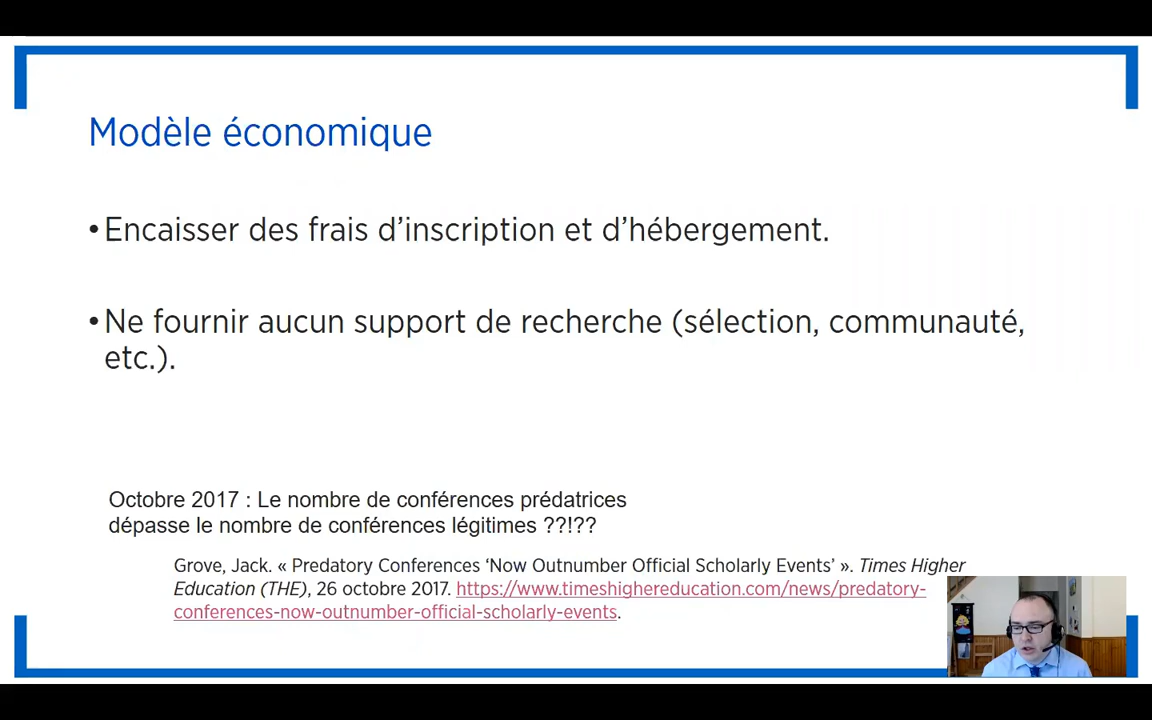 Modèle économique
•Encaisser des frais d’inscription et d’hébergement.
•Ne fournir aucun support de recherche (sélection, communauté,
etc.).
Octobre 2017 : Le nombre de conférences prédatrices
dépasse le nombre de conférences légitimes ??!??
Grove, Jack. « Predatory Conferences ‘Now Outnumber Official Scholarly Events’ ». Times Higher
Education (THE), 26 octobre 2017. https://www.timeshighereducation.com/news/predatory-
conferences-now-outnumber-official-scholarly-events.